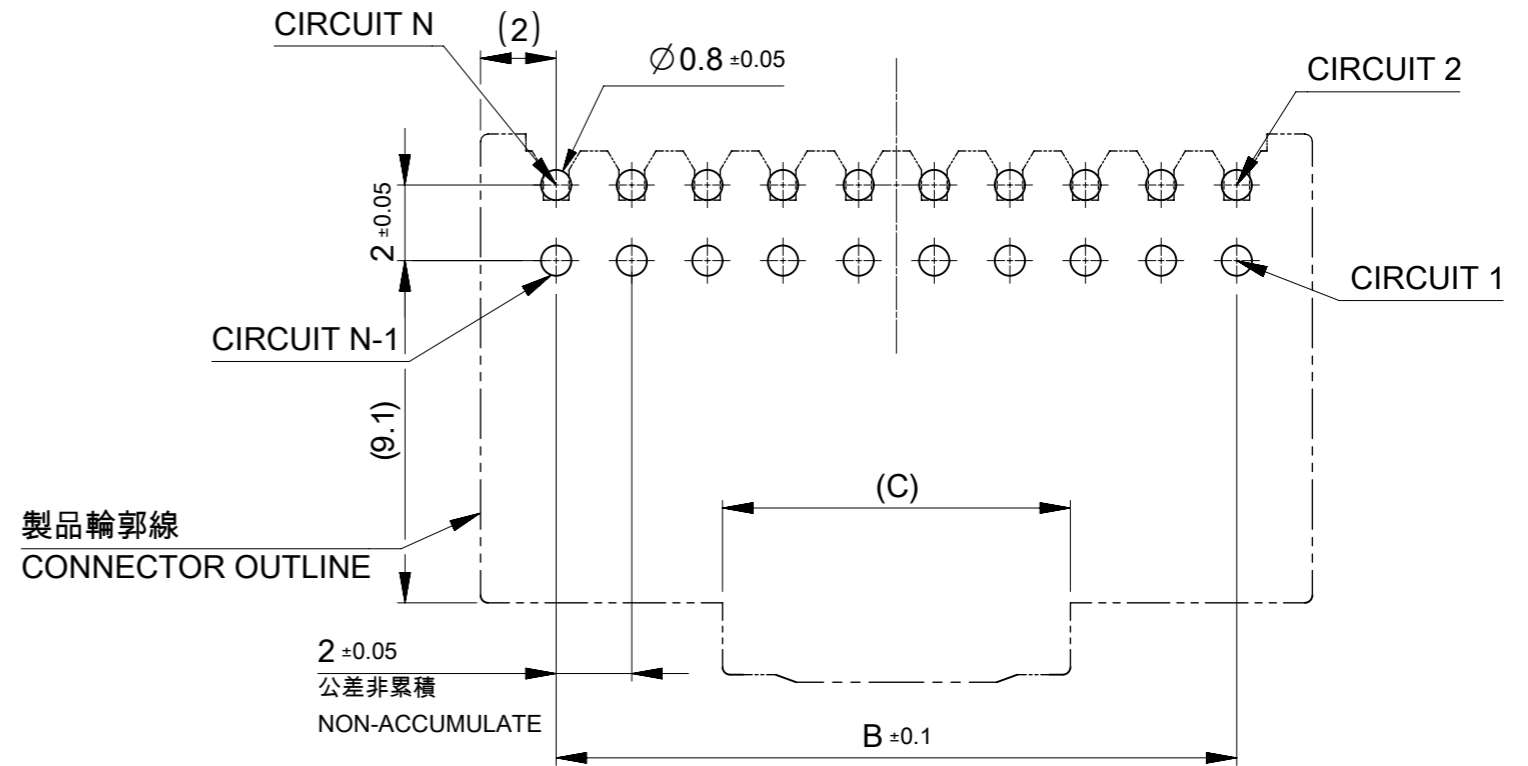 CIRCUIT N
(2)
∅0.8 ±0.05
CIRCUIT 2
2 ±0.05
CIRCUIT 1
CIRCUIT N-1
(9.1)
(C)
製品輪郭線
CONNECTOR OUTLINE
2 ±0.05
公差非累積
NON-ACCUMULATE
B ±0.1